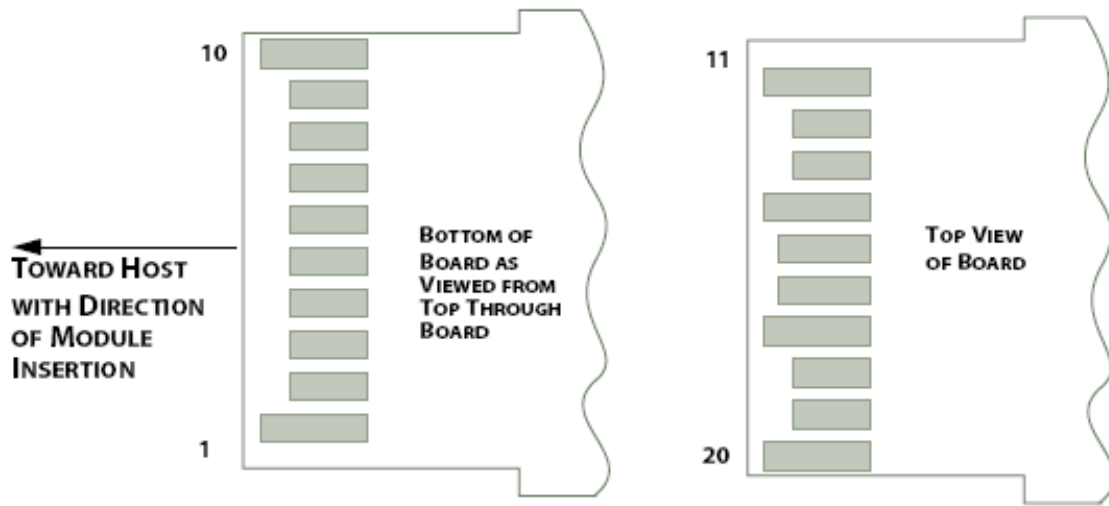 10
TOWARD HOST
WITH DIRECTION
OF MODULE
INSERTION
1
BOTTOM OF
BOARD AS
VIEWED FROM
TOP THROUGH
BOARD
11
TOP VIEW
OF BOARD
20